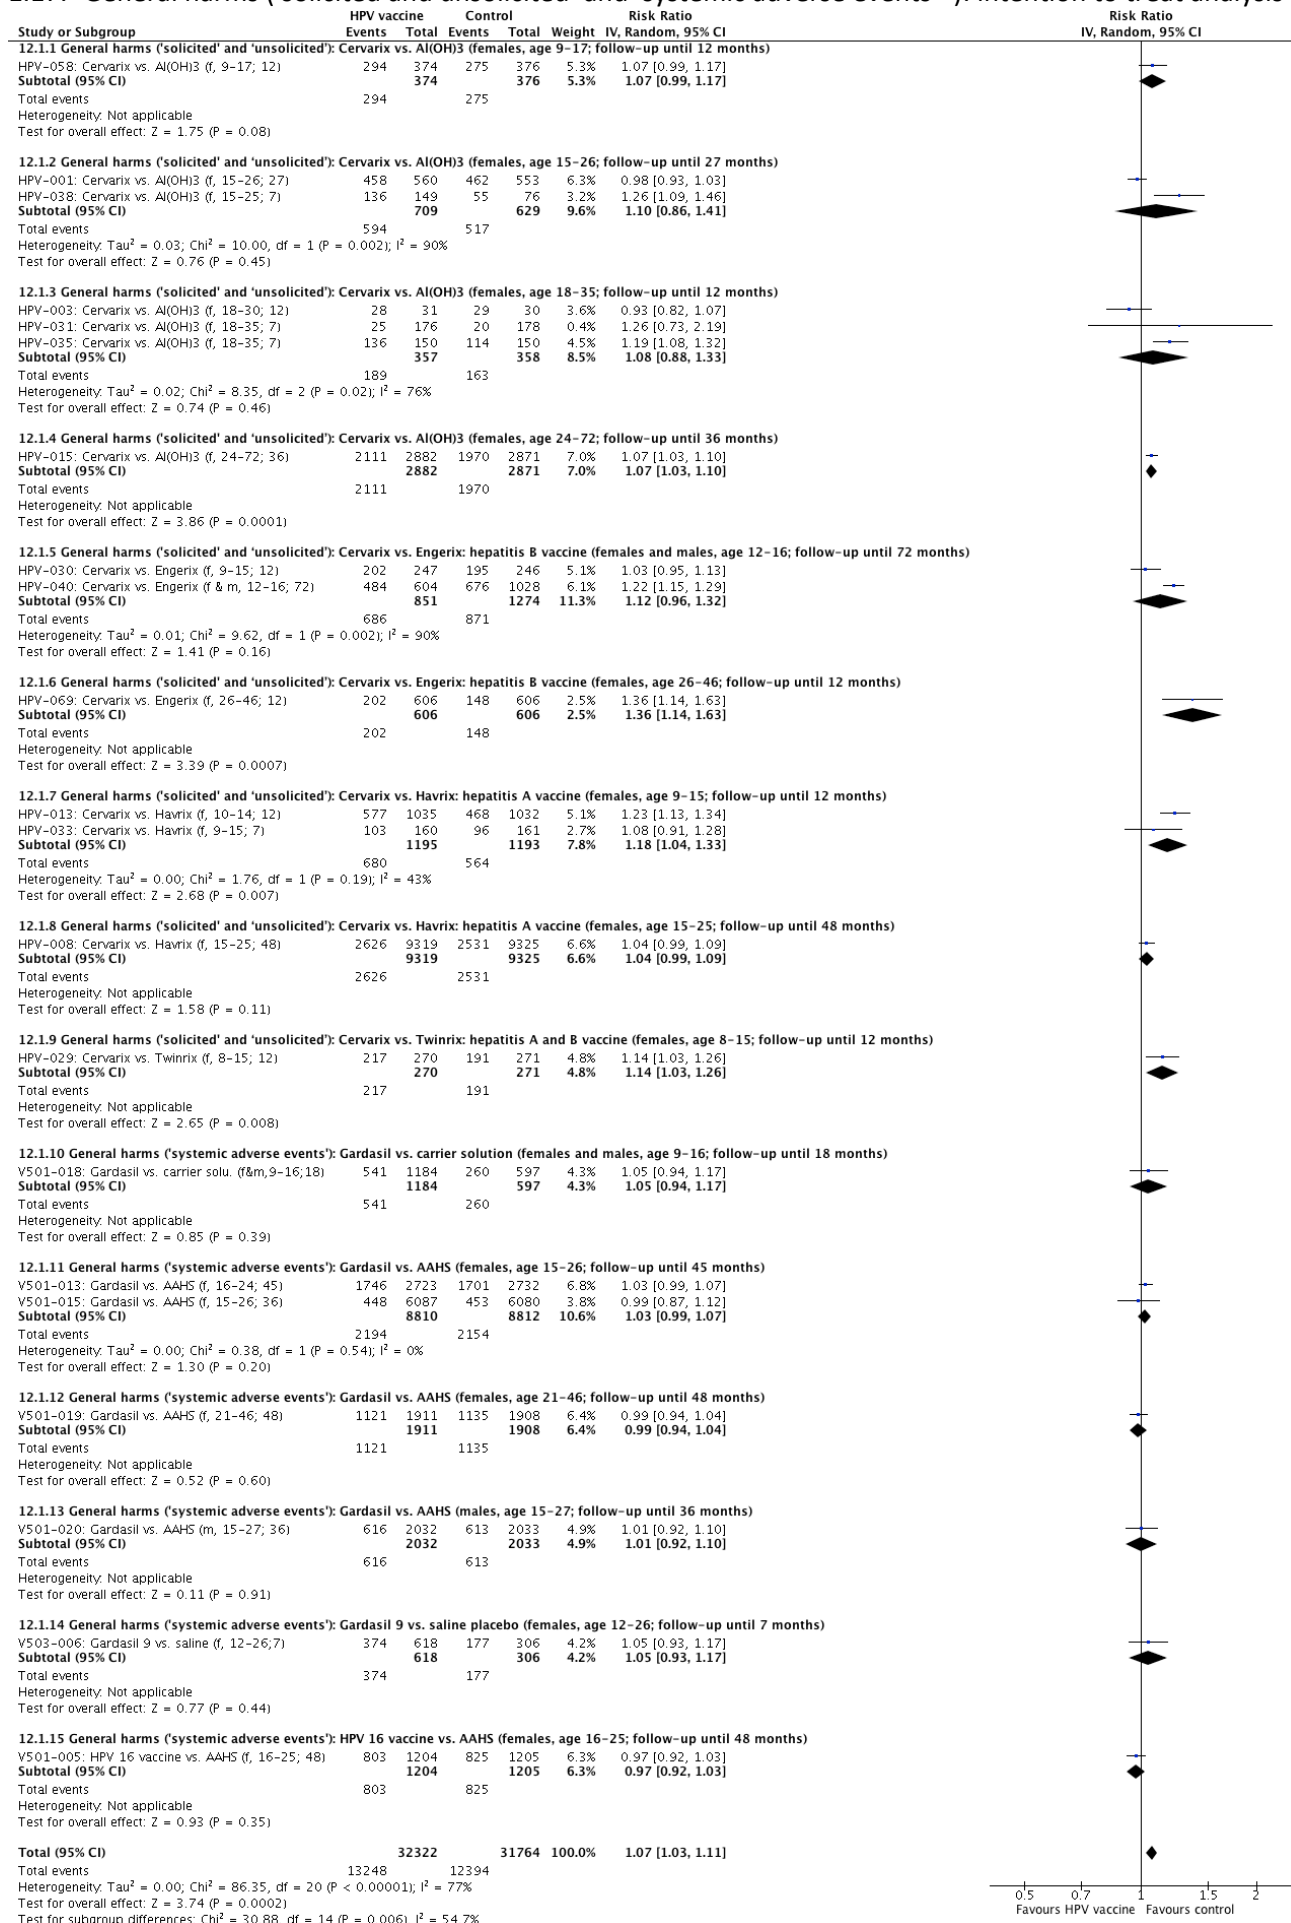 HPV vaccine Control Risk Ratio Risk Ratio
Study or Subgroup Events Total Events Total Weight IV, Random, 95% CI IV, Random, 95% CI
12.1.1 General harms ('solicited' and 'unsolicited'): Cervarix vs. Al(OH)3 (females, age 9–17; follow–up until 12 months)
HPV–058: Cervarix vs. Al(OH)3 (f, 9–17; 12) 294 374 275 376 5.3% 1.07 [0.99, 1.17]
Subtotal (95% CI) 374 376 5.3% 1.07 [0.99, 1.17]
Total events 294 275
Heterogeneity: Not applicable
Test for overall effect: Z = 1.75 (P = 0.08)
12.1.2 General harms ('solicited' and 'unsolicited'): Cervarix vs. Al(OH)3 (females, age 15–26; follow–up until 27 months)
HPV–001: Cervarix vs. Al(OH)3 (f, 15–26; 27) 458 560 462 553 6.3% 0.98 [0.93, 1.03]
HPV–038: Cervarix vs. Al(OH)3 (f, 15–25; 7) 136 149 55 76 3.2% 1.26 [1.09, 1.46]
Subtotal (95% CI) 709 629 9.6% 1.10 [0.86, 1.41]
Total events 594 517
Heterogeneity: Tau² = 0.03; Chi² = 10.00, df = 1 (P = 0.002); I² = 90%
Test for overall effect: Z = 0.76 (P = 0.45)
12.1.3 General harms ('solicited' and 'unsolicited'): Cervarix vs. Al(OH)3 (females, age 18–35; follow–up until 12 months)
HPV–003: Cervarix vs. Al(OH)3 (f, 18–30; 12) 28 31 29 30 3.6% 0.93 [0.82, 1.07]
HPV–031: Cervarix vs. Al(OH)3 (f, 18–35; 7) 25 176 20 178 0.4% 1.26 [0.73, 2.19]
HPV–035: Cervarix vs. Al(OH)3 (f, 18–35; 7) 136 150 114 150 4.5% 1.19 [1.08, 1.32]
Subtotal (95% CI) 357 358 8.5% 1.08 [0.88, 1.33]
Total events 189 163
Heterogeneity: Tau² = 0.02; Chi² = 8.35, df = 2 (P = 0.02); I² = 76%
Test for overall effect: Z = 0.74 (P = 0.46)
12.1.4 General harms ('solicited' and 'unsolicited'): Cervarix vs. Al(OH)3 (females, age 24–72; follow–up until 36 months)
HPV–015: Cervarix vs. Al(OH)3 (f, 24–72; 36) 2111 2882 1970 2871 7.0% 1.07 [1.03, 1.10]
Subtotal (95% CI) 2882 2871 7.0% 1.07 [1.03, 1.10]
Total events 2111 1970
Heterogeneity: Not applicable
Test for overall effect: Z = 3.86 (P = 0.0001)
12.1.5 General harms ('solicited' and 'unsolicited'): Cervarix vs. Engerix: hepatitis B vaccine (females and males, age 12–16; follow–up until 72 months)
HPV–030: Cervarix vs. Engerix (f, 9–15; 12) 202 247 195 246 5.1% 1.03 [0.95, 1.13]
HPV–040: Cervarix vs. Engerix (f & m, 12–16; 72) 484 604 676 1028 6.1% 1.22 [1.15, 1.29]
Subtotal (95% CI) 851 1274 11.3% 1.12 [0.96, 1.32]
Total events 686 871
Heterogeneity: Tau² = 0.01; Chi² = 9.62, df = 1 (P = 0.002); I² = 90%
Test for overall effect: Z = 1.41 (P = 0.16)
12.1.6 General harms ('solicited' and 'unsolicited'): Cervarix vs. Engerix: hepatitis B vaccine (females, age 26–46; follow–up until 12 months)
HPV–069: Cervarix vs. Engerix (f, 26–46; 12) 202 606 148 606 2.5% 1.36 [1.14, 1.63]
Subtotal (95% CI) 606 606 2.5% 1.36 [1.14, 1.63]
Total events 202 148
Heterogeneity: Not applicable
Test for overall effect: Z = 3.39 (P = 0.0007)
12.1.7 General harms ('solicited' and 'unsolicited'): Cervarix vs. Havrix: hepatitis A vaccine (females, age 9–15; follow–up until 12 months)
HPV–013: Cervarix vs. Havrix (f, 10–14; 12) 577 1035 468 1032 5.1% 1.23 [1.13, 1.34]
HPV–033: Cervarix vs. Havrix (f, 9–15; 7) 103 160 96 161 2.7% 1.08 [0.91, 1.28]
Subtotal (95% CI) 1195 1193 7.8% 1.18 [1.04, 1.33]
Total events 680 564
Heterogeneity: Tau² = 0.00; Chi² = 1.76, df = 1 (P = 0.19); I² = 43%
Test for overall effect: Z = 2.68 (P = 0.007)
12.1.8 General harms ('solicited' and 'unsolicited'): Cervarix vs. Havrix: hepatitis A vaccine (females, age 15–25; follow–up until 48 months)
HPV–008: Cervarix vs. Havrix (f, 15–25; 48) 2626 9319 2531 9325 6.6% 1.04 [0.99, 1.09]
Subtotal (95% CI) 9319 9325 6.6% 1.04 [0.99, 1.09]
Total events 2626 2531
Heterogeneity: Not applicable
Test for overall effect: Z = 1.58 (P = 0.11)
12.1.9 General harms ('solicited' and 'unsolicited'): Cervarix vs. Twinrix: hepatitis A and B vaccine (females, age 8–15; follow–up until 12 months)
HPV–029: Cervarix vs. Twinrix (f, 8–15; 12) 217 270 191 271 4.8% 1.14 [1.03, 1.26]
Subtotal (95% CI) 270 271 4.8% 1.14 [1.03, 1.26]
Total events 217 191
Heterogeneity: Not applicable
Test for overall effect: Z = 2.65 (P = 0.008)
12.1.10 General harms ('systemic adverse events'): Gardasil vs. carrier solution (females and males, age 9–16; follow–up until 18 months)
V501–018: Gardasil vs. carrier solu. (f&m,9–16;18) 541 1184 260 597 4.3% 1.05 [0.94, 1.17]
Subtotal (95% CI) 1184 597 4.3% 1.05 [0.94, 1.17]
Total events 541 260
Heterogeneity: Not applicable
Test for overall effect: Z = 0.85 (P = 0.39)
12.1.11 General harms ('systemic adverse events'): Gardasil vs. AAHS (females, age 15–26; follow–up until 45 months)
V501–013: Gardasil vs. AAHS (f, 16–24; 45) 1746 2723 1701 2732 6.8% 1.03 [0.99, 1.07]
V501–015: Gardasil vs. AAHS (f, 15–26; 36) 448 6087 453 6080 3.8% 0.99 [0.87, 1.12]
Subtotal (95% CI) 8810 8812 10.6% 1.03 [0.99, 1.07]
Total events 2194 2154
Heterogeneity: Tau² = 0.00; Chi² = 0.38, df = 1 (P = 0.54); I² = 0%
Test for overall effect: Z = 1.30 (P = 0.20)
12.1.12 General harms ('systemic adverse events'): Gardasil vs. AAHS (females, age 21–46; follow–up until 48 months)
V501–019: Gardasil vs. AAHS (f, 21–46; 48) 1121 1911 1135 1908 6.4% 0.99 [0.94, 1.04]
Subtotal (95% CI) 1911 1908 6.4% 0.99 [0.94, 1.04]
Total events 1121 1135
Heterogeneity: Not applicable
Test for overall effect: Z = 0.52 (P = 0.60)
12.1.13 General harms ('systemic adverse events'): Gardasil vs. AAHS (males, age 15–27; follow–up until 36 months)
V501–020: Gardasil vs. AAHS (m, 15–27; 36) 616 2032 613 2033 4.9% 1.01 [0.92, 1.10]
Subtotal (95% CI) 2032 2033 4.9% 1.01 [0.92, 1.10]
Total events 616 613
Heterogeneity: Not applicable
Test for overall effect: Z = 0.11 (P = 0.91)
12.1.14 General harms ('systemic adverse events'): Gardasil 9 vs. saline placebo (females, age 12–26; follow–up until 7 months)
V503–006: Gardasil 9 vs. saline (f, 12–26;7) 374 618 177 306 4.2% 1.05 [0.93, 1.17]
Subtotal (95% CI) 618 306 4.2% 1.05 [0.93, 1.17]
Total events 374 177
Heterogeneity: Not applicable
Test for overall effect: Z = 0.77 (P = 0.44)
12.1.15 General harms ('systemic adverse events'): HPV 16 vaccine vs. AAHS (females, age 16–25; follow–up until 48 months)
V501–005: HPV 16 vaccine vs. AAHS (f, 16–25; 48) 803 1204 825 1205 6.3% 0.97 [0.92, 1.03]
Subtotal (95% CI) 1204 1205 6.3% 0.97 [0.92, 1.03]
Total events 803 825
Heterogeneity: Not applicable
Test for overall effect: Z = 0.93 (P = 0.35)
Total (95% CI) 32322 31764 100.0% 1.07 [1.03, 1.11]
Total events 13248 12394
Heterogeneity: Tau² = 0.00; Chi² = 86.35, df = 20 (P < 0.00001); I² = 77%
Test for overall effect: Z = 3.74 (P = 0.0002)
Test for subgroup differences: Chi² = 30.88, df = 14 (P = 0.006), I² = 54.7%
0.5 0.7 1 1.5 2
Favours HPV vaccine Favours control